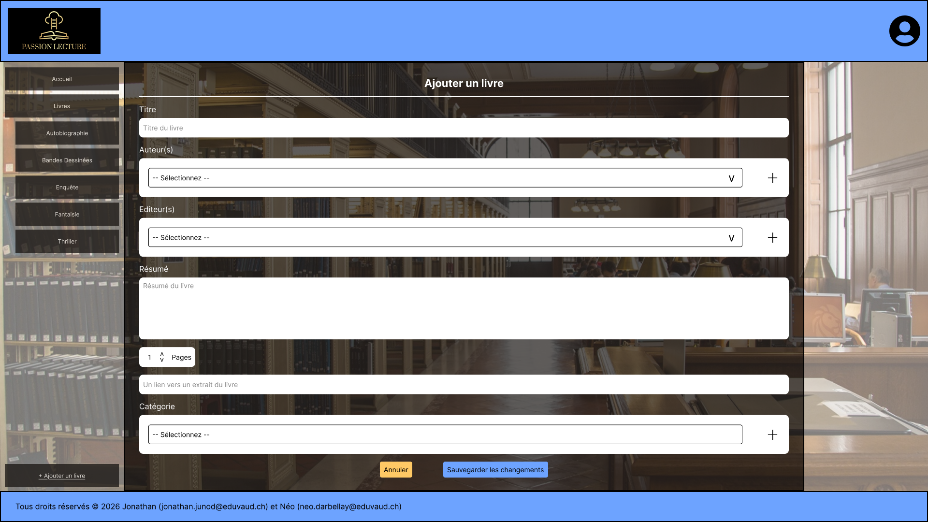 PASSION LECTURE
Accueil
Livres
Autobiographie
Bandes Dessinées
Enquête
Fantaisie
Thriller
+ Ajouter un livre
Ajouter un livre
Titre
Titre du livre
Auteur(s)
-- Sélectionnez --
Editeur(s)
-- Sélectionnez --
Résumé
Résumé du livre
1 Pages
Un lien vers un extrait du livre
Catégorie
-- Sélectionnez --
Annuler
Sauvegarder les changements
Tous droits réservés © 2026 Jonathan (jonathan.junod@eduvaud.ch) et Néo (neo.darbellay@eduvaud.ch)